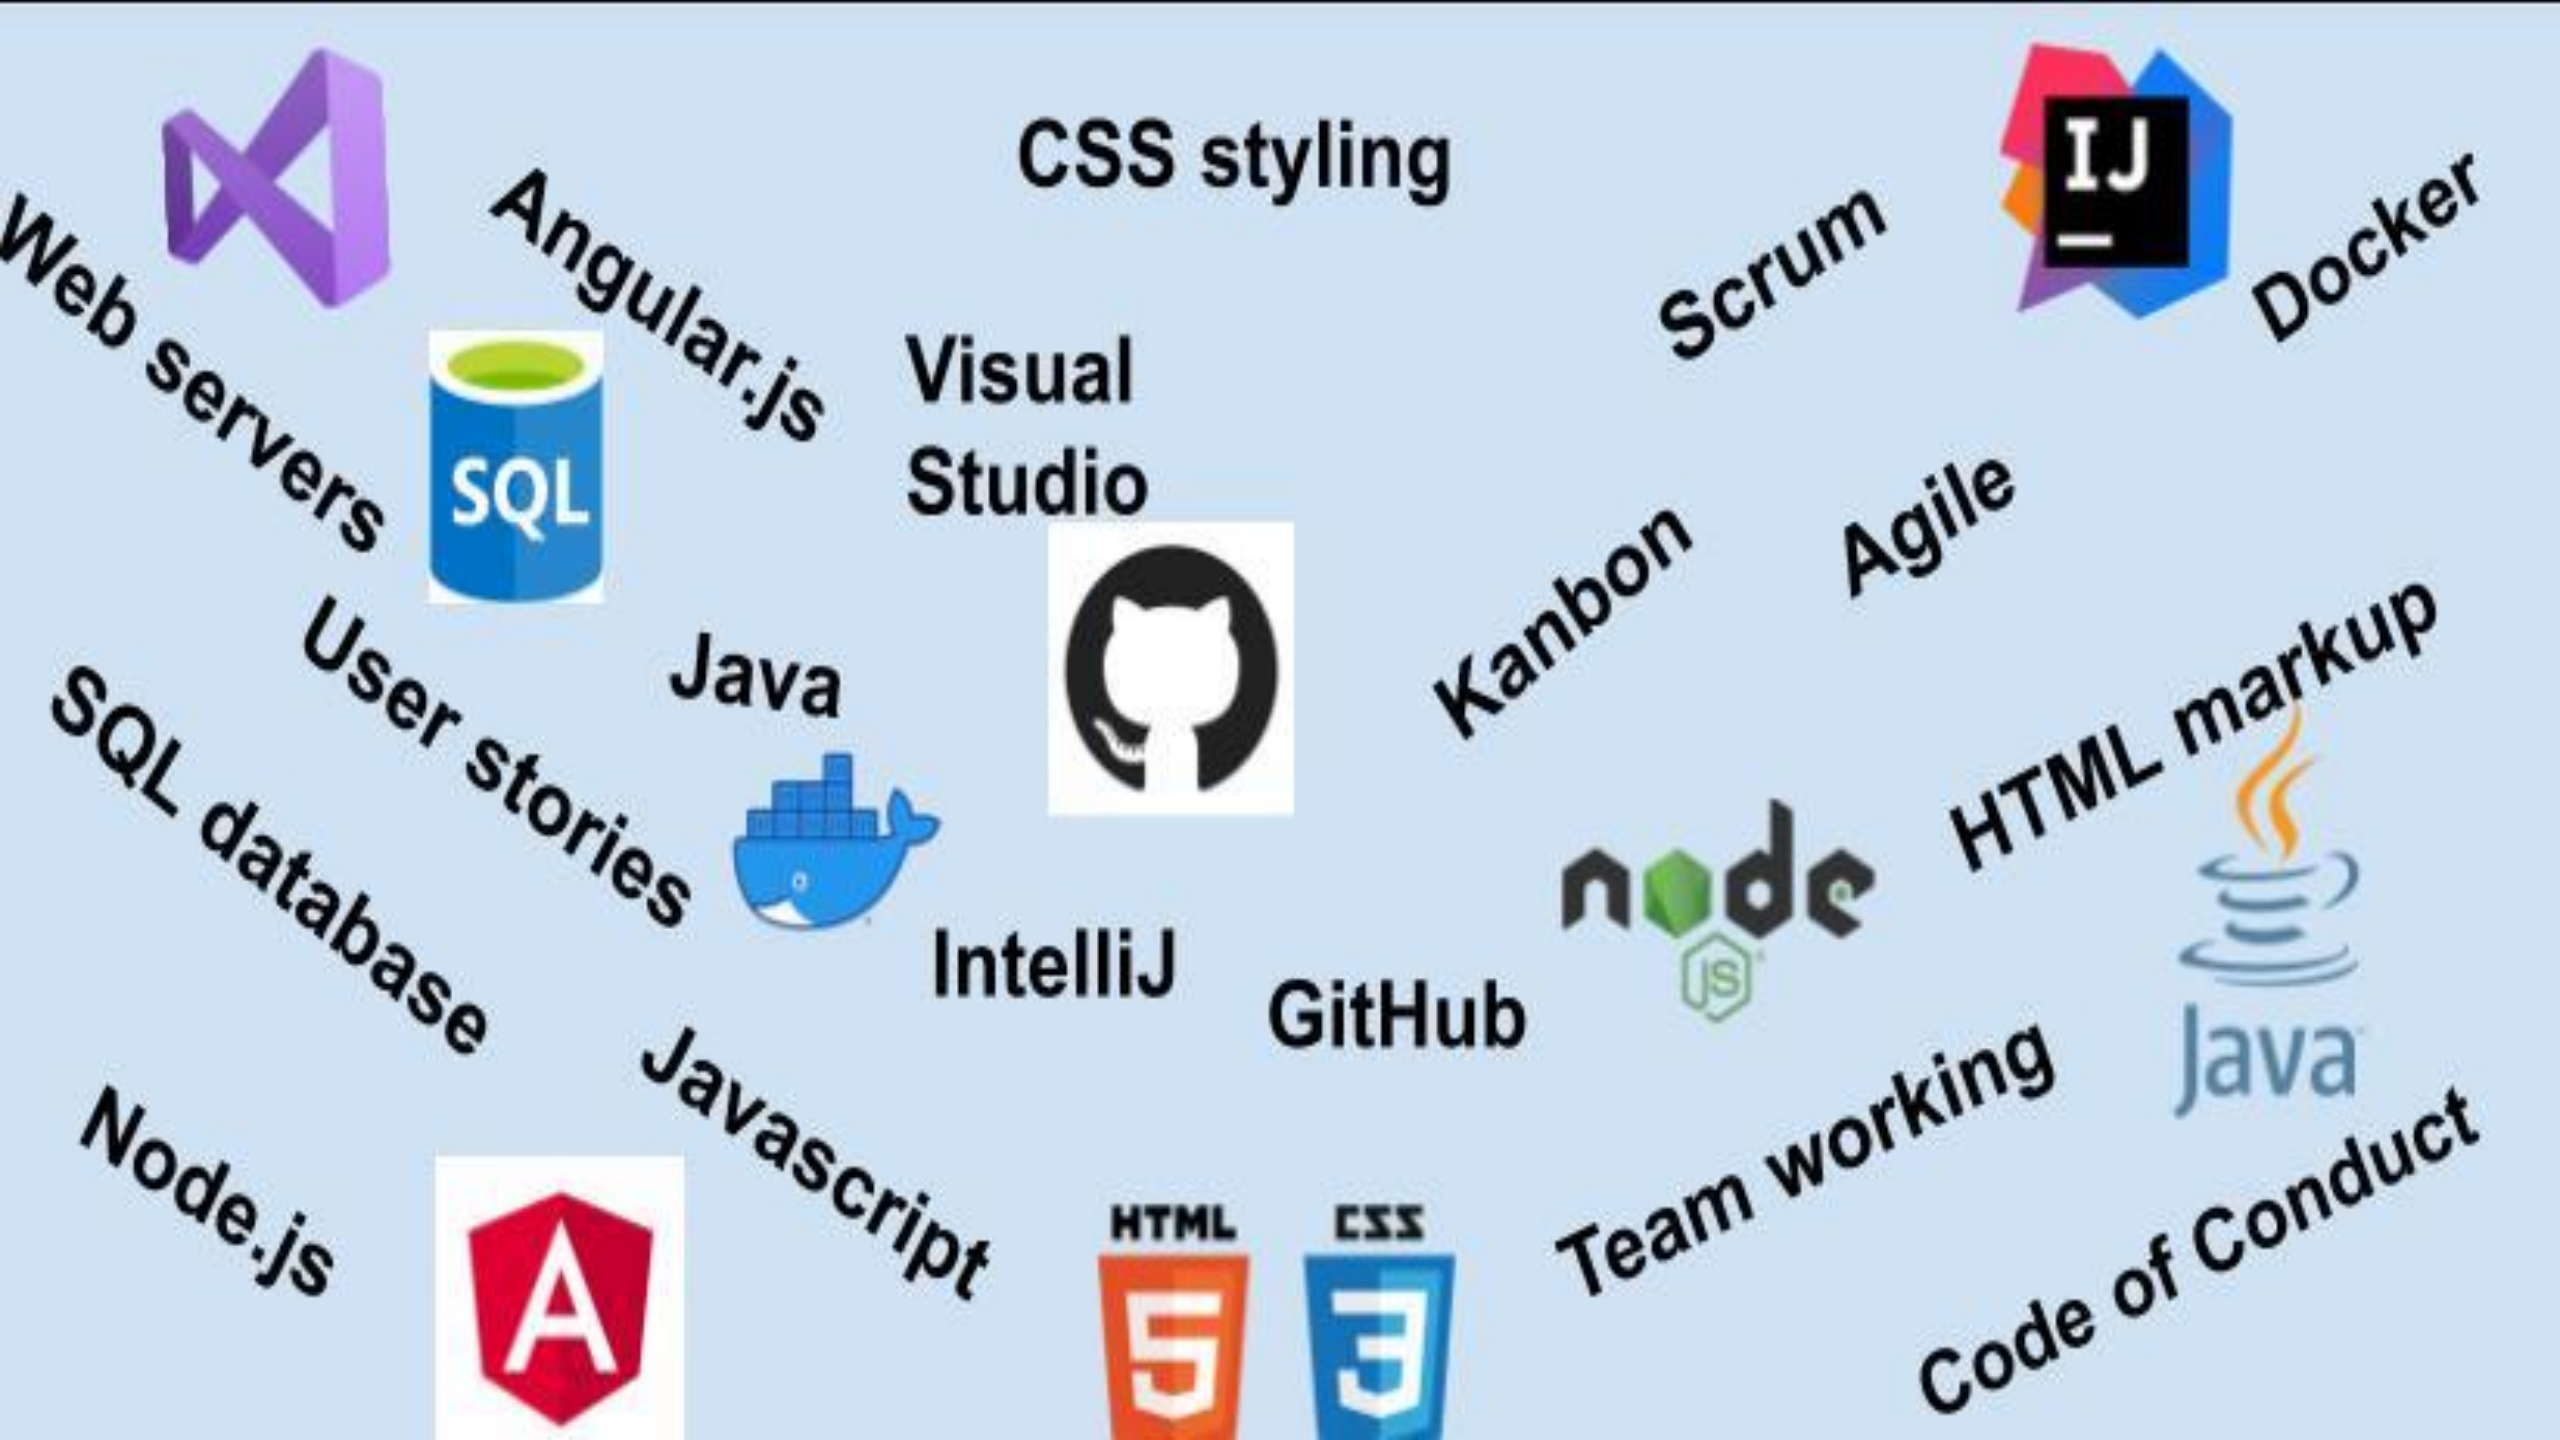 CSS styling
IJ
Scrum
Docker
Web servers
Angular.js
Visual
Studio
SQL
Agile
Kanbon
User stories
Java
HTML markup
SQL database
node
JS
IntelliJ
GitHub
Java
Javascript
Team working
Node.js
Code of Conduct
A
HTML
5
CSS
3